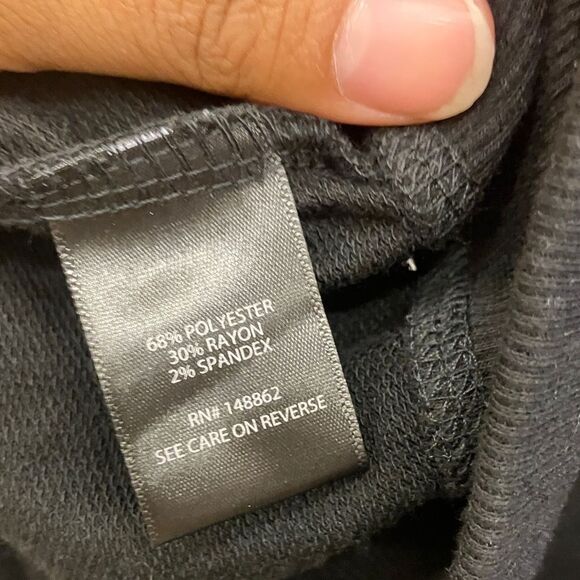 68% POLYESTER
30% RAYON
2% SPANDEX
RN# 148862
SEE CARE ON REVERSE